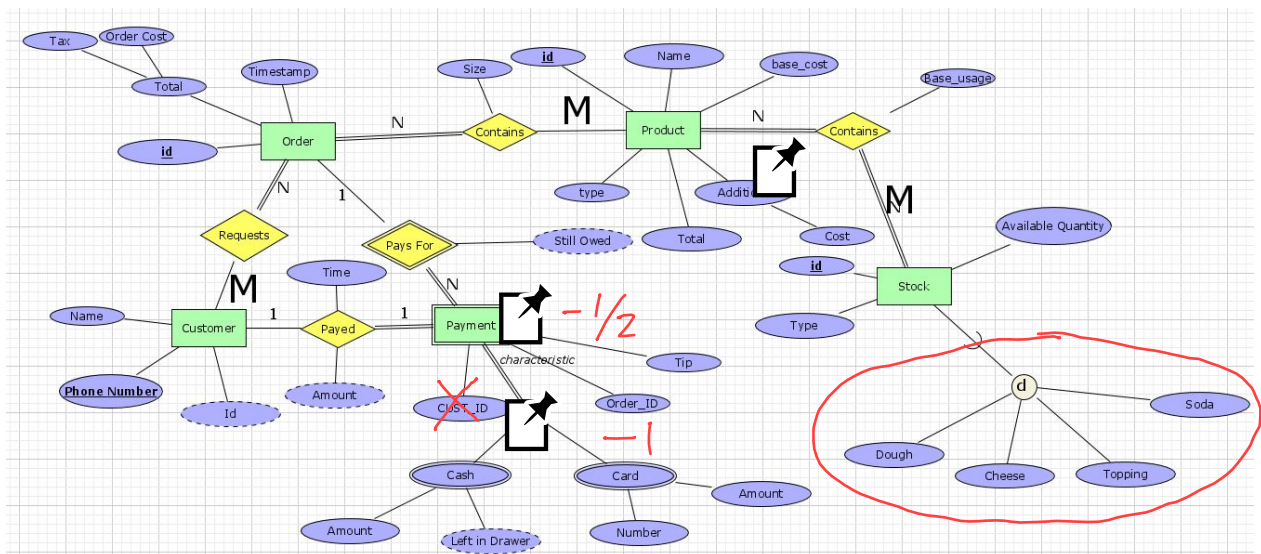 Tax
Order Cost
Total
Timestamp
id
Order
N
Size
Contains
M
id
Name
base_cost
Base_usage
Product
N
Contains
type
Total
Cost
M
Available Quantity
id
Stock
Type
N
1
Requests
Pays For
Still Owed
N
M
Time
Name
Customer
1
Payed
1
Payment
-1/2
characteristic
Tip
Phone Number
Id
Amount
CUST_ID
Order_ID
-1
d
Soda
Dough
Cheese
Topping
Cash
Card
Amount
Amount
Left in Drawer
Number